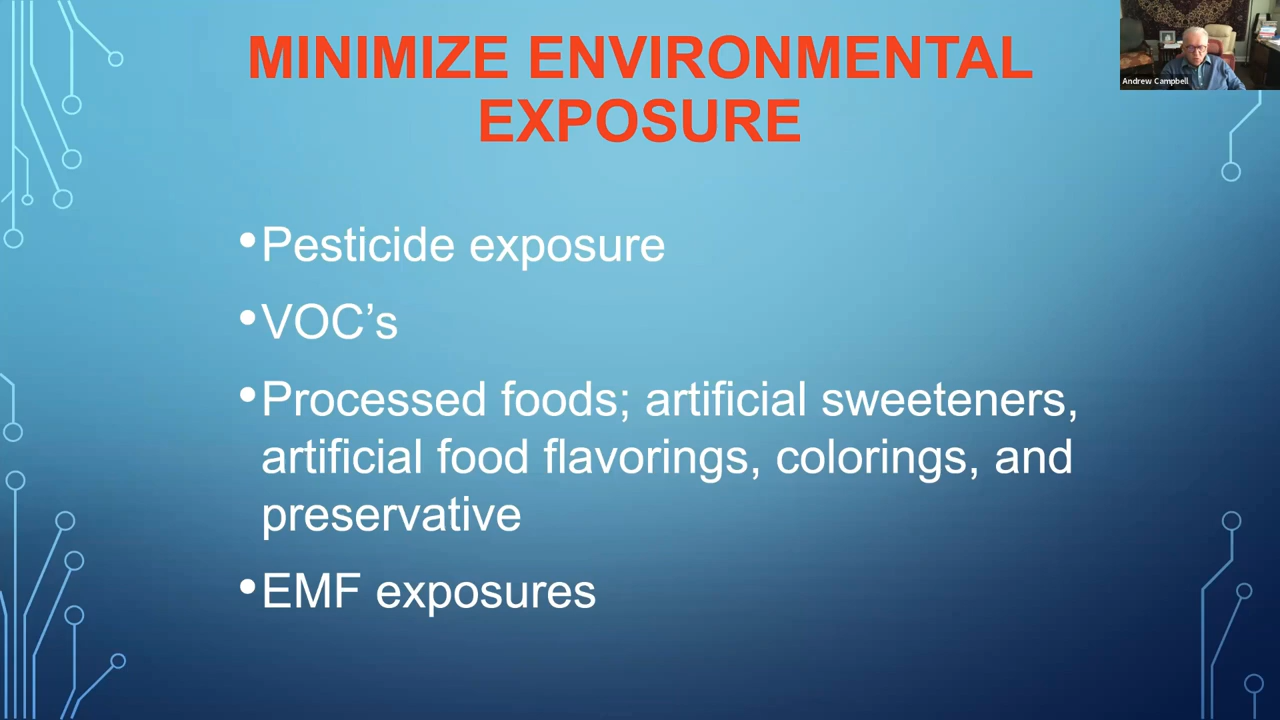 MINIMIZE ENVIRONMENTAL
EXPOSURE
Andrew Campbell
•Pesticide exposure
•VOC’s
•Processed foods; artificial sweeteners,
artificial food flavorings, colorings, and
preservative
•EMF exposures